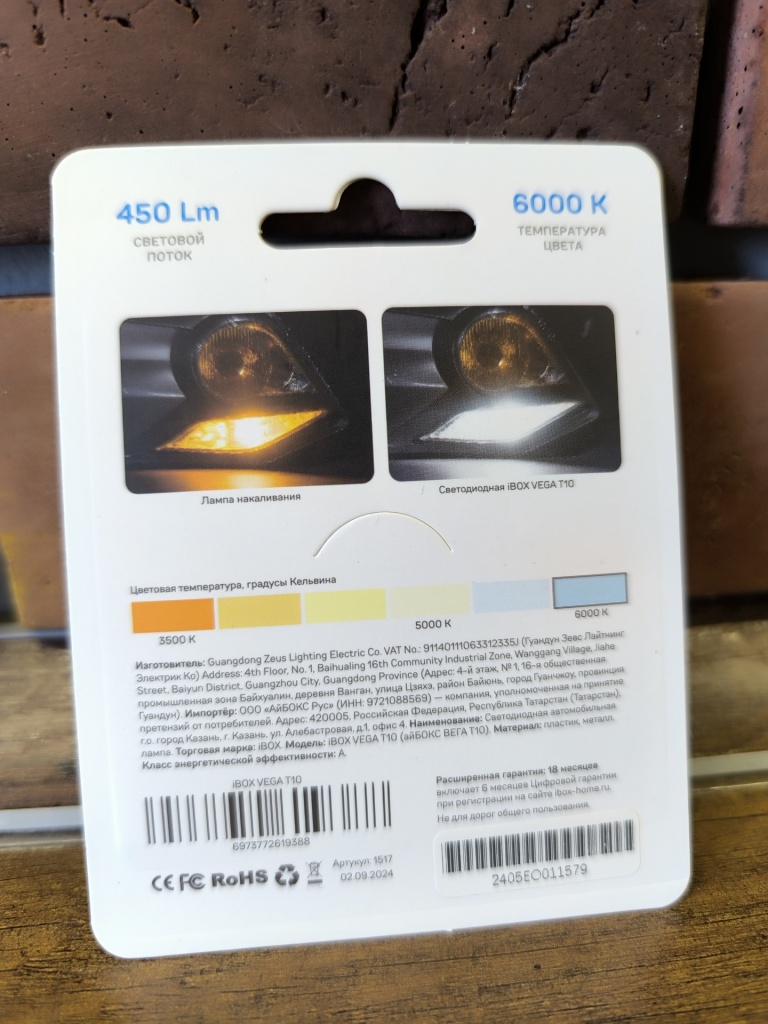 450 Lm
СВЕТОВОЙ
ПОТОК
6000 K
ТЕМПЕРАТУРА
ЦВЕТА
Лампа накаливания
Светодиодная iBOX VEGA T10
Цветовая температура, градусы Кельвина
3500 K
5000 K
6000 K
Изготовитель: Guangdong Zeus Lighting Electric Co. VAT No.: 91140111063312335J (Гуандун Зевс Лайтнинг
Электрик Ко) Address: 4th Floor, No. 1, Baihualing 16th Community Industrial Zone, Wanggang Village, Jiahe
Street, Baiyun District, Guangzhou City, Guangdong Province (Адрес: 4-й этаж, № 1, 16-я общественная
промышленная зона Байхуалин, деревня Ванган, улица Цзяхэ, район Байюнь, город Гуанчжоу, провинция
Гуандун). Импортёр: ООО «АйБОКС Рус» (ИНН: 9721088569) — компания, уполномоченная на принятие
претензий от потребителей. Адрес: 420005, Российская Федерация, Республика Татарстан (Татарстан),
г.о. город Казань, г. Казань, ул. Алебастровая, д.1, офис 4. Наименование: Светодиодная автомобильная
лампа. Торговая марка: iBOX. Модель: iBOX VEGA T10 (айБОКС ВЕГА Т10). Материал: пластик, металл.
Класс энергетической эффективности: A.
iBOX VEGA T10
6973772619388
CE FC RoHS
Артикул: 1517
02.09.2024
Расширенная гарантия: 18 месяцев
включает 6 месяцев Цифровой гарантии
при регистрации на сайте ibox-home.ru.
Не для дорог общего пользования.
2405EO011579